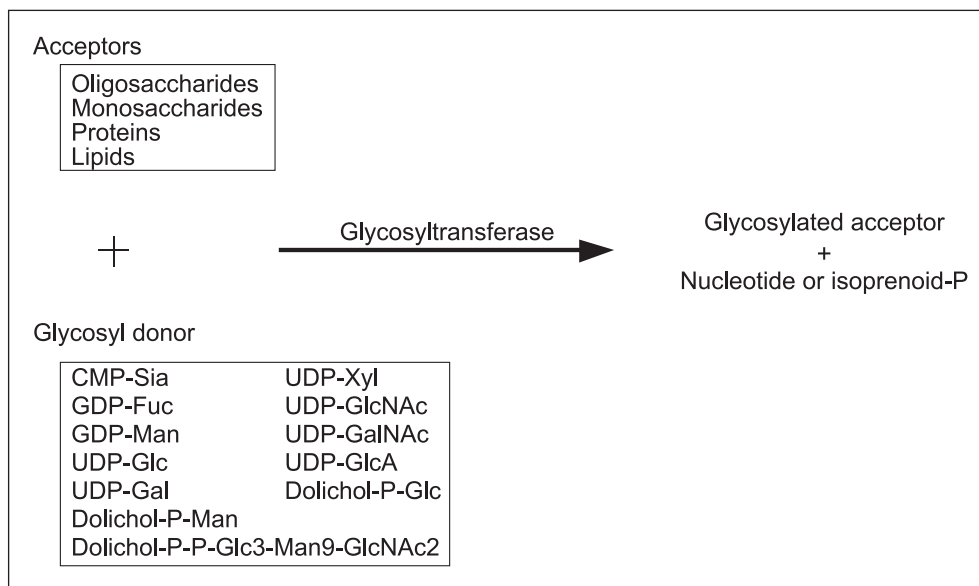 Acceptors
Oligosaccharides
Monosaccharides
Proteins
Lipids
+
Glycosyltransferase
Glycosylated acceptor
+
Nucleotide or isoprenoid-P
Glycosyl donor
CMP-Sia UDP-Xyl
GDP-Fuc UDP-GlcNAc
GDP-Man UDP-GalNAc
UDP-Glc UDP-GlcA
UDP-Gal Dolichol-P-Glc
Dolichol-P-Man
Dolichol-P-P-Glc3-Man9-GlcNAc2